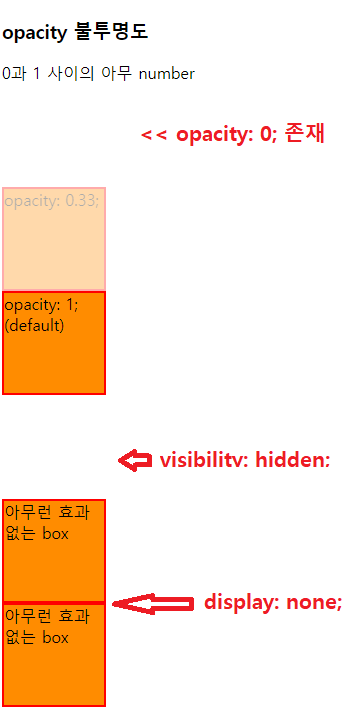 opacity 불투명도
0과 1 사이의 아무 number
<< opacity: 0; 존재
opacity: 0.33;
opacity: 1;
(default)
visibility: hidden;
아무런 효과
없는 box
display: none;
아무런 효과
없는 box